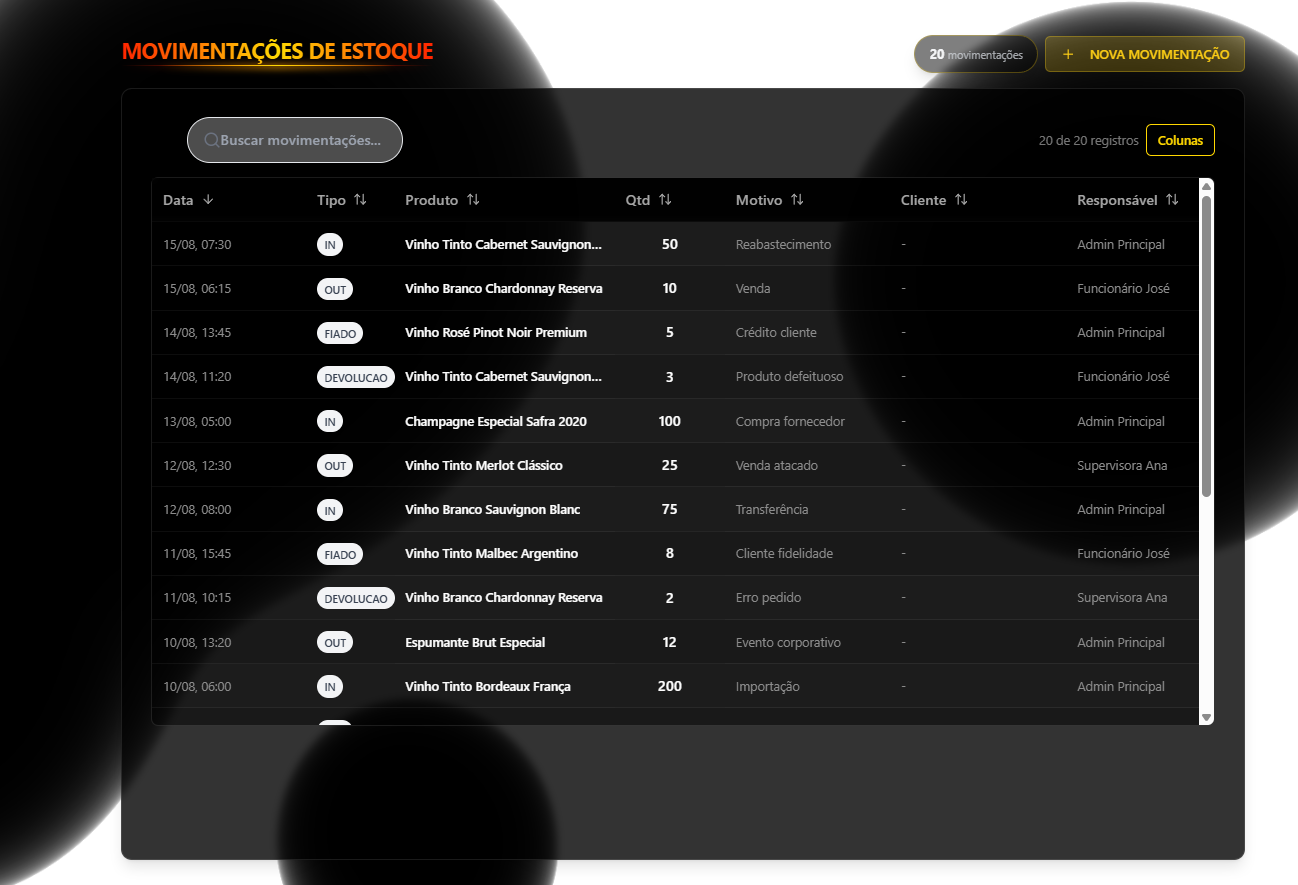 MOVIMENTAÇÕES DE ESTOQUE
20 movimentações
+ NOVA MOVIMENTAÇÃO
Buscar movimentações...
20 de 20 registros
Colunas
Data Tipo Produto Qtd Motivo Cliente Responsável
15/08, 07:30 IN Vinho Tinto Cabernet Sauvignon... 50 Reabastecimento - Admin Principal
15/08, 06:15 OUT Vinho Branco Chardonnay Reserva 10 Venda - Funcionário José
14/08, 13:45 FIADO Vinho Rosé Pinot Noir Premium 5 Crédito cliente - Admin Principal
14/08, 11:20 DEVOLUCAO Vinho Tinto Cabernet Sauvignon... 3 Produto defeituoso - Funcionário José
13/08, 05:00 IN Champagne Especial Safra 2020 100 Compra fornecedor - Admin Principal
12/08, 12:30 OUT Vinho Tinto Merlot Clássico 25 Venda atacado - Supervisora Ana
12/08, 08:00 IN Vinho Branco Sauvignon Blanc 75 Transferência - Admin Principal
11/08, 15:45 FIADO Vinho Tinto Malbec Argentino 8 Cliente fidelidade - Funcionário José
11/08, 10:15 DEVOLUCAO Vinho Branco Chardonnay Reserva 2 Erro pedido - Supervisora Ana
10/08, 13:20 OUT Espumante Brut Especial 12 Evento corporativo - Admin Principal
10/08, 06:00 IN Vinho Tinto Bordeaux França 200 Importação - Admin Principal